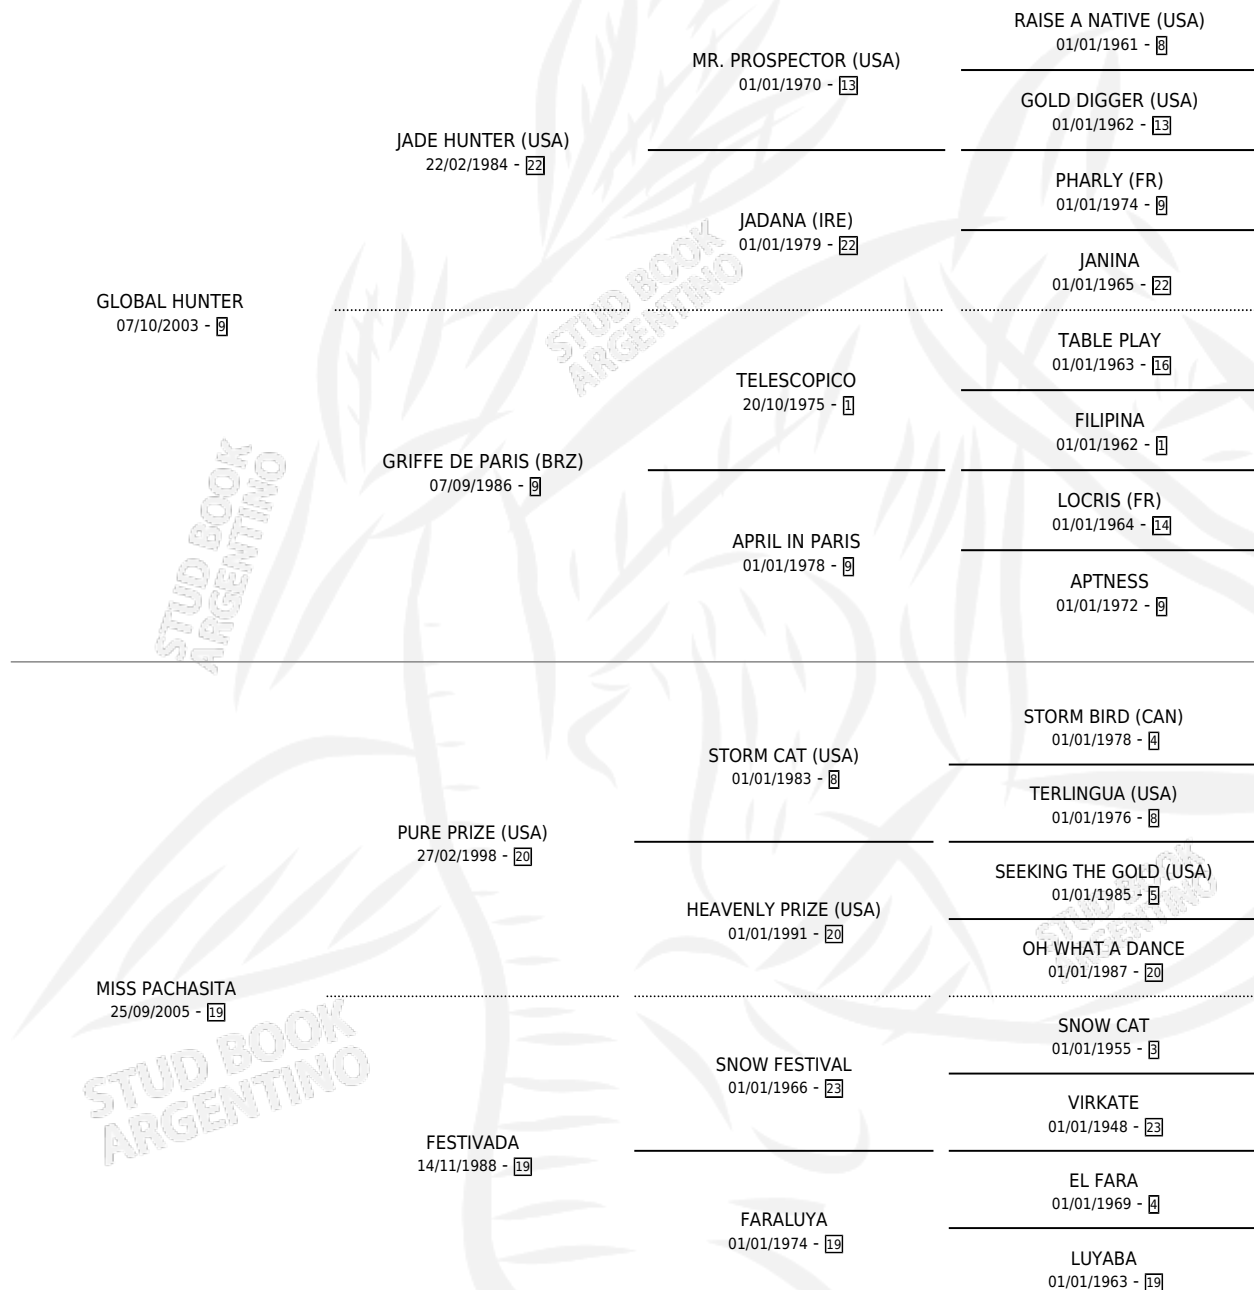 RAISE A NATIVE (USA)
01/01/1961 - 8
MR. PROSPECTOR (USA)
01/01/1970 - 13
GOLD DIGGER (USA)
01/01/1962 - 13
JADE HUNTER (USA)
22/02/1984 - 22
PHARLY (FR)
01/01/1974 - 9
JADANA (IRE)
01/01/1979 - 22
JANINA
01/01/1965 - 22
GLOBAL HUNTER
07/10/2003 - 9
STUD BOOK
ARGENTINO
TABLE PLAY
01/01/1963 - 16
TELESCOPICO
20/10/1975 - 1
FILIPINA
01/01/1962 - 1
GRIFFE DE PARIS (BRZ)
07/09/1986 - 9
LOCRIS (FR)
01/01/1964 - 14
APRIL IN PARIS
01/01/1978 - 9
APTNESS
01/01/1972 - 9
STUD BOOK
ARGENTINO
STORM BIRD (CAN)
01/01/1978 - 4
STORM CAT (USA)
01/01/1983 - 8
TERLINGUA (USA)
01/01/1976 - 8
PURE PRIZE (USA)
27/02/1998 - 20
SEEKING THE GOLD (USA)
01/01/1985 - 5
HEAVENLY PRIZE (USA)
01/01/1991 - 20
STUD BOOK
ARGENTINO
OH WHAT A DANCE
01/01/1987 - 20
MISS PACHASITA
25/09/2005 - 19
SNOW CAT
01/01/1955 - 3
SNOW FESTIVAL
01/01/1966 - 23
VIRKATE
01/01/1948 - 23
STUD BOOK
ARGENTINO
FESTIVADA
14/11/1988 - 19
EL FARA
01/01/1969 - 4
FARALUYA
01/01/1974 - 19
LUYABA
01/01/1963 - 19